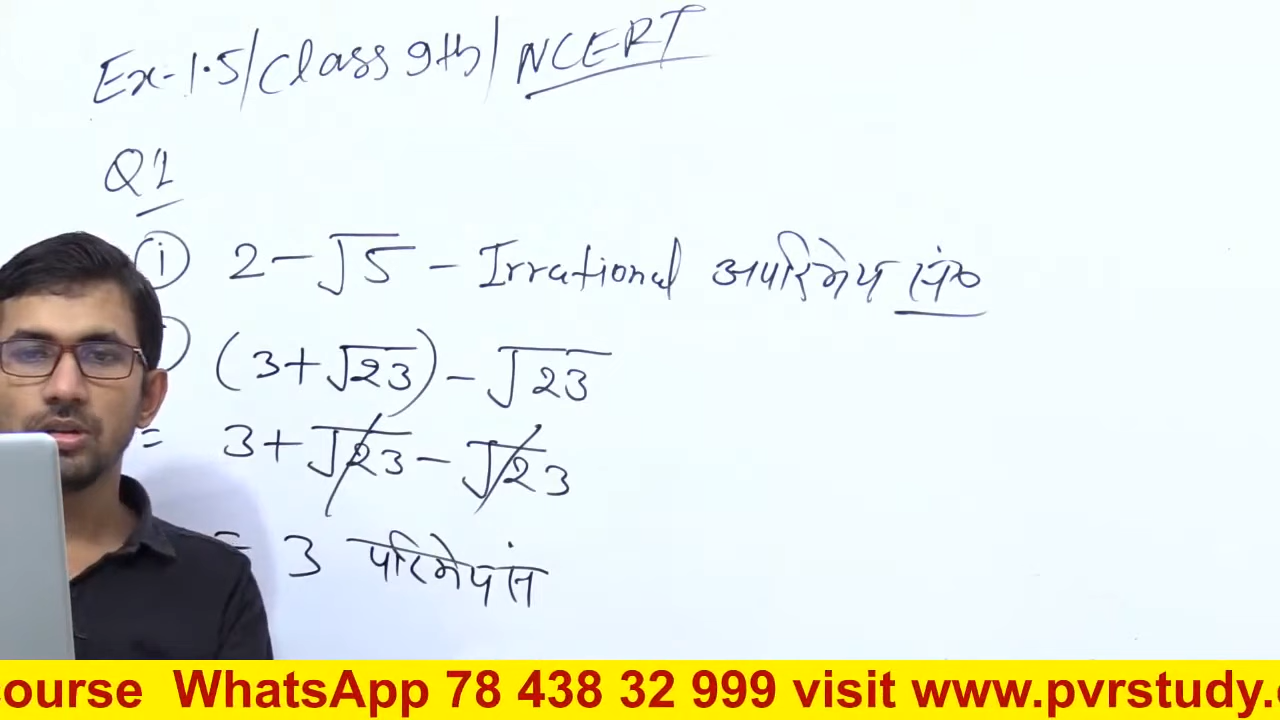 Ex-1.5/Class 9th/NCERT
Q1
(i) 2-√5 - Irrational अपरिमेय सं०
(3+√23) - √23
= 3+√23-√23
= 3 परिमेय सं
ourse WhatsApp 78 438 32 999 visit www.pvrstudy.